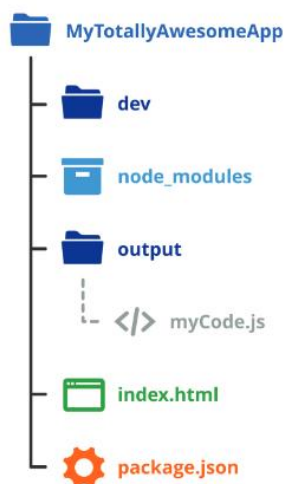 MyTotallyAwesomeApp
dev
node_modules
output
myCode.js
index.html
package.json